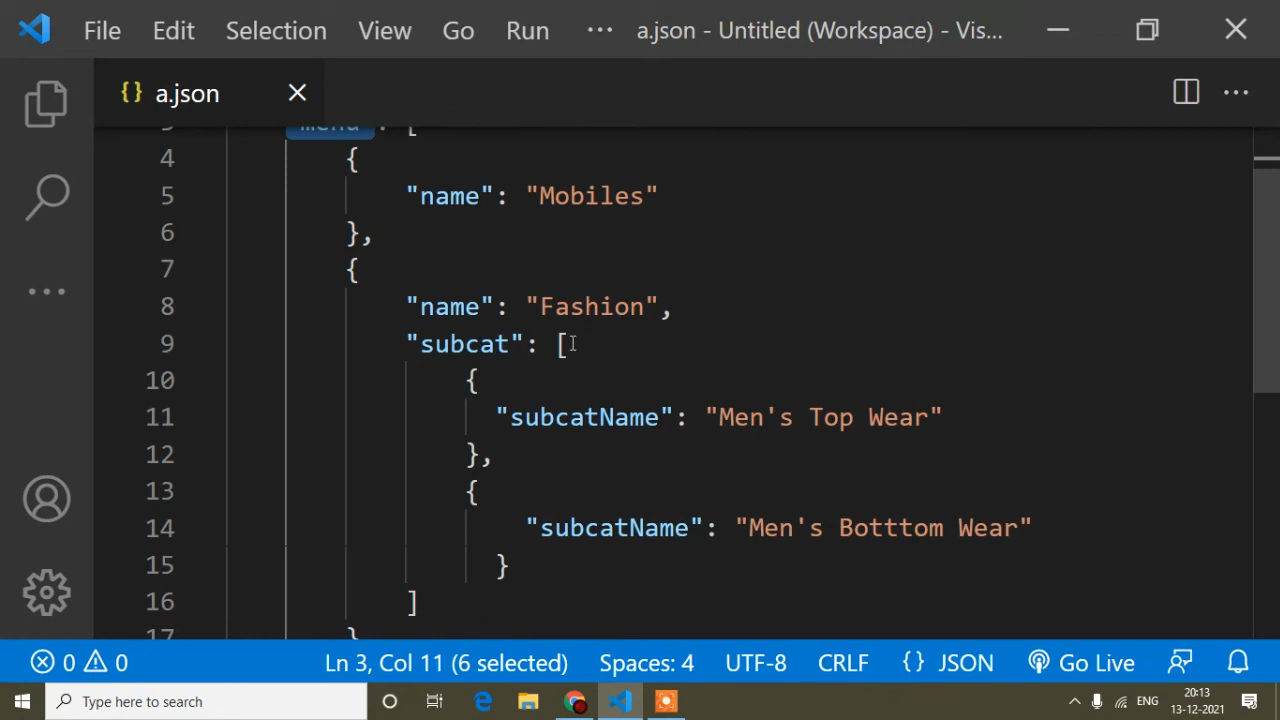 File Edit Selection View Go Run ··· a.json - Untitled (Workspace) - Vis...
{} a.json
3 "menu": [
4 {
5 "name": "Mobiles"
6 },
7 {
8 "name": "Fashion",
9 "subcat": [
10 {
11 "subcatName": "Men's Top Wear"
12 },
13 {
14 "subcatName": "Men's Botttom Wear"
15 }
16 ]
17 }
0 0 Ln 3, Col 11 (6 selected) Spaces: 4 UTF-8 CRLF {} JSON Go Live
Type here to search ENG 20:13
13-12-2021